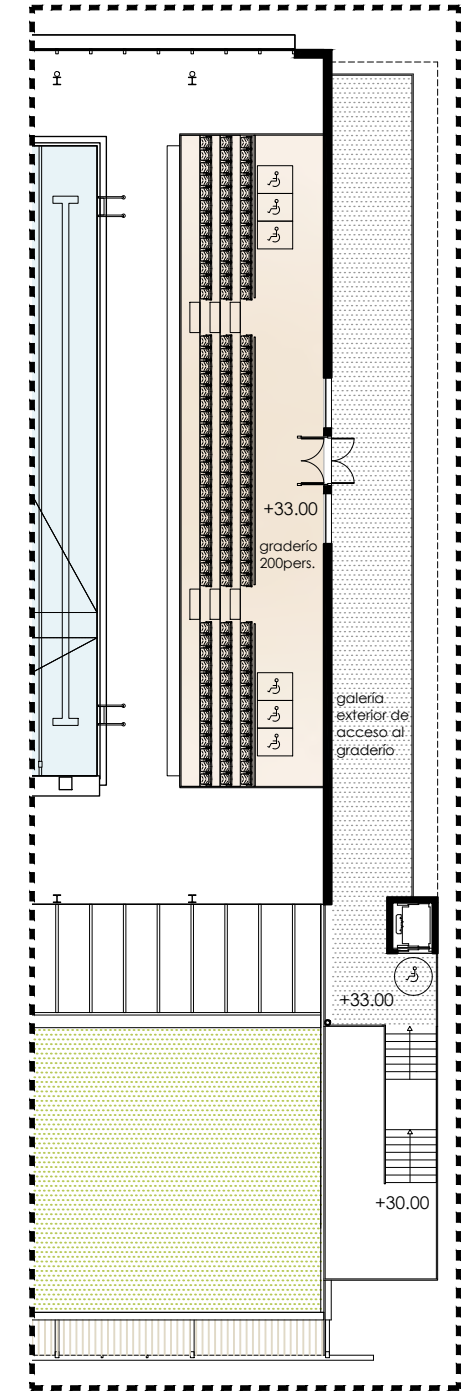 +33.00
graderío
200pers.
galería
exterior de
acceso al
graderío
+33.00
+30.00